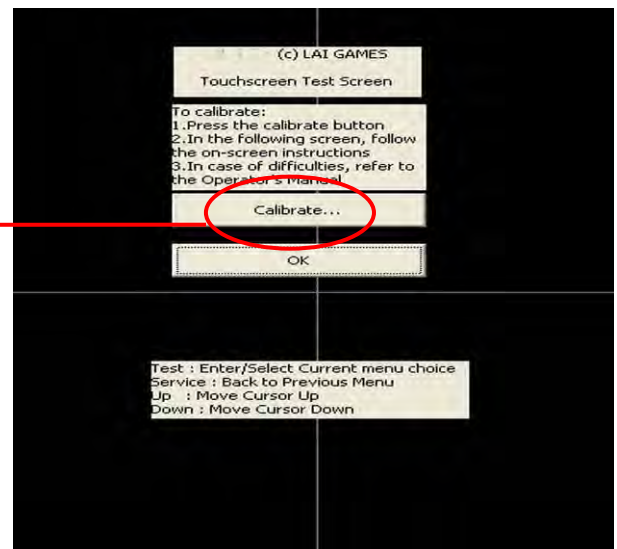 (c) LAI GAMES
Touchscreen Test Screen
To calibrate:
1.Press the calibrate button
2.In the following screen, follow
the on-screen instructions
3.In case of difficulties, refer to
the Operator's Manual
Calibrate...
OK
Test : Enter/Select Current menu choice
Service : Back to Previous Menu
Up : Move Cursor Up
Down : Move Cursor Down